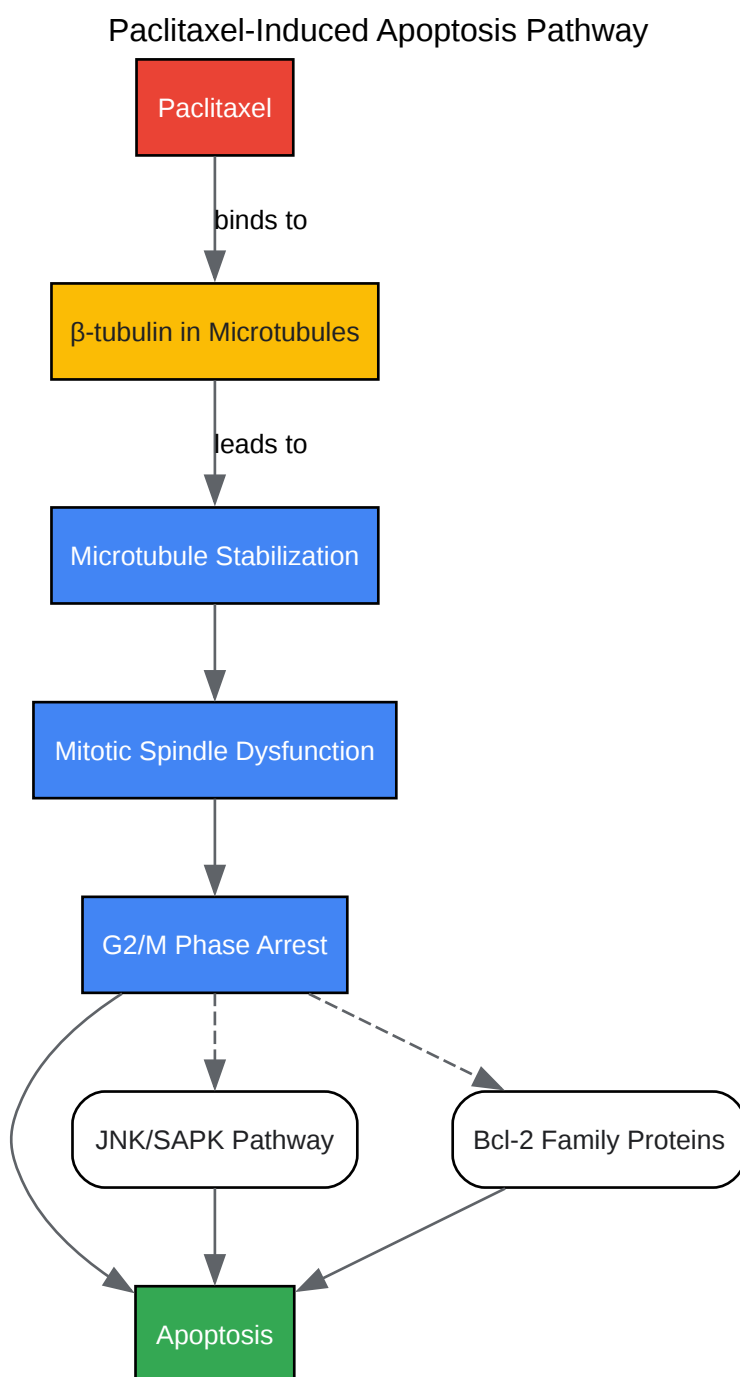 Paclitaxel-Induced Apoptosis Pathway
Paclitaxel
binds to
β-tubulin in Microtubules
leads to
Microtubule Stabilization
Mitotic Spindle Dysfunction
G2/M Phase Arrest
JNK/SAPK Pathway
Bcl-2 Family Proteins
Apoptosis